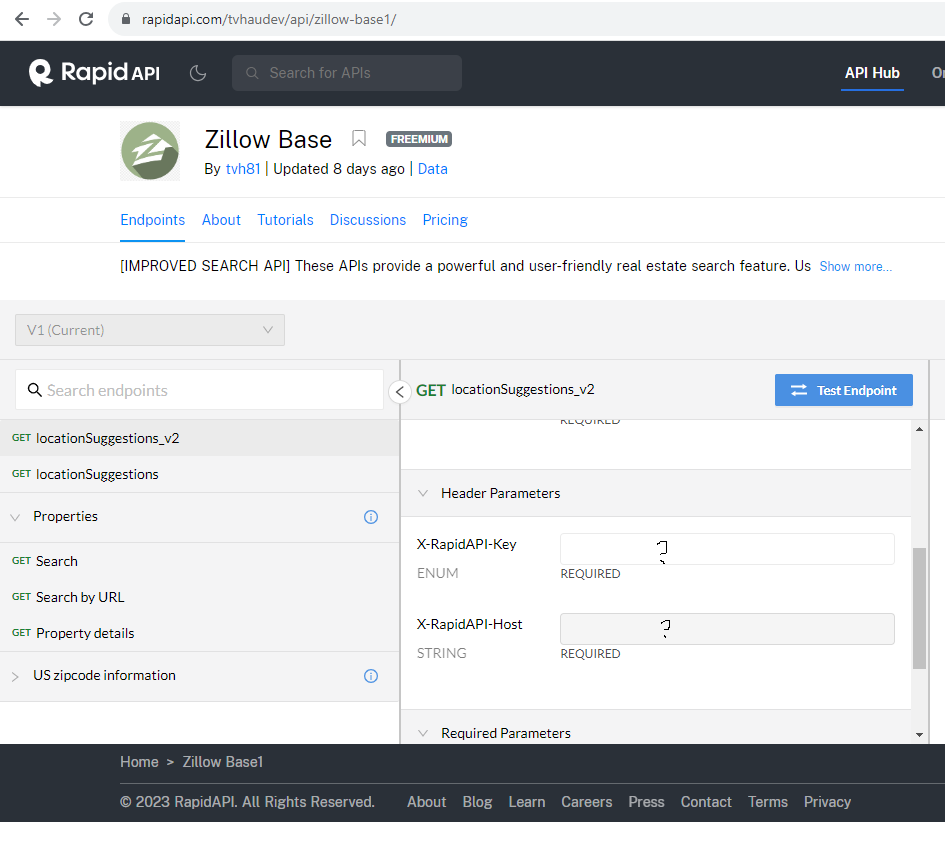 rapidapi.com/tvhaudev/api/zillow-base1/
Rapid API
Search for APIs
API Hub
Zillow Base
FREEMIUM
By tvh81 | Updated 8 days ago | Data
Endpoints About Tutorials Discussions Pricing
[IMPROVED SEARCH API] These APIs provide a powerful and user-friendly real estate search feature. Us Show more...
V1 (Current)
Search endpoints
GET locationSuggestions_v2
GET locationSuggestions
Properties
GET Search
GET Search by URL
GET Property details
US zipcode information
GET locationSuggestions_v2
Test Endpoint
REQUIRED
Header Parameters
X-RapidAPI-Key
?
ENUM
REQUIRED
X-RapidAPI-Host
?
STRING
REQUIRED
Required Parameters
Home > Zillow Base1
© 2023 RapidAPI. All Rights Reserved. About Blog Learn Careers Press Contact Terms Privacy